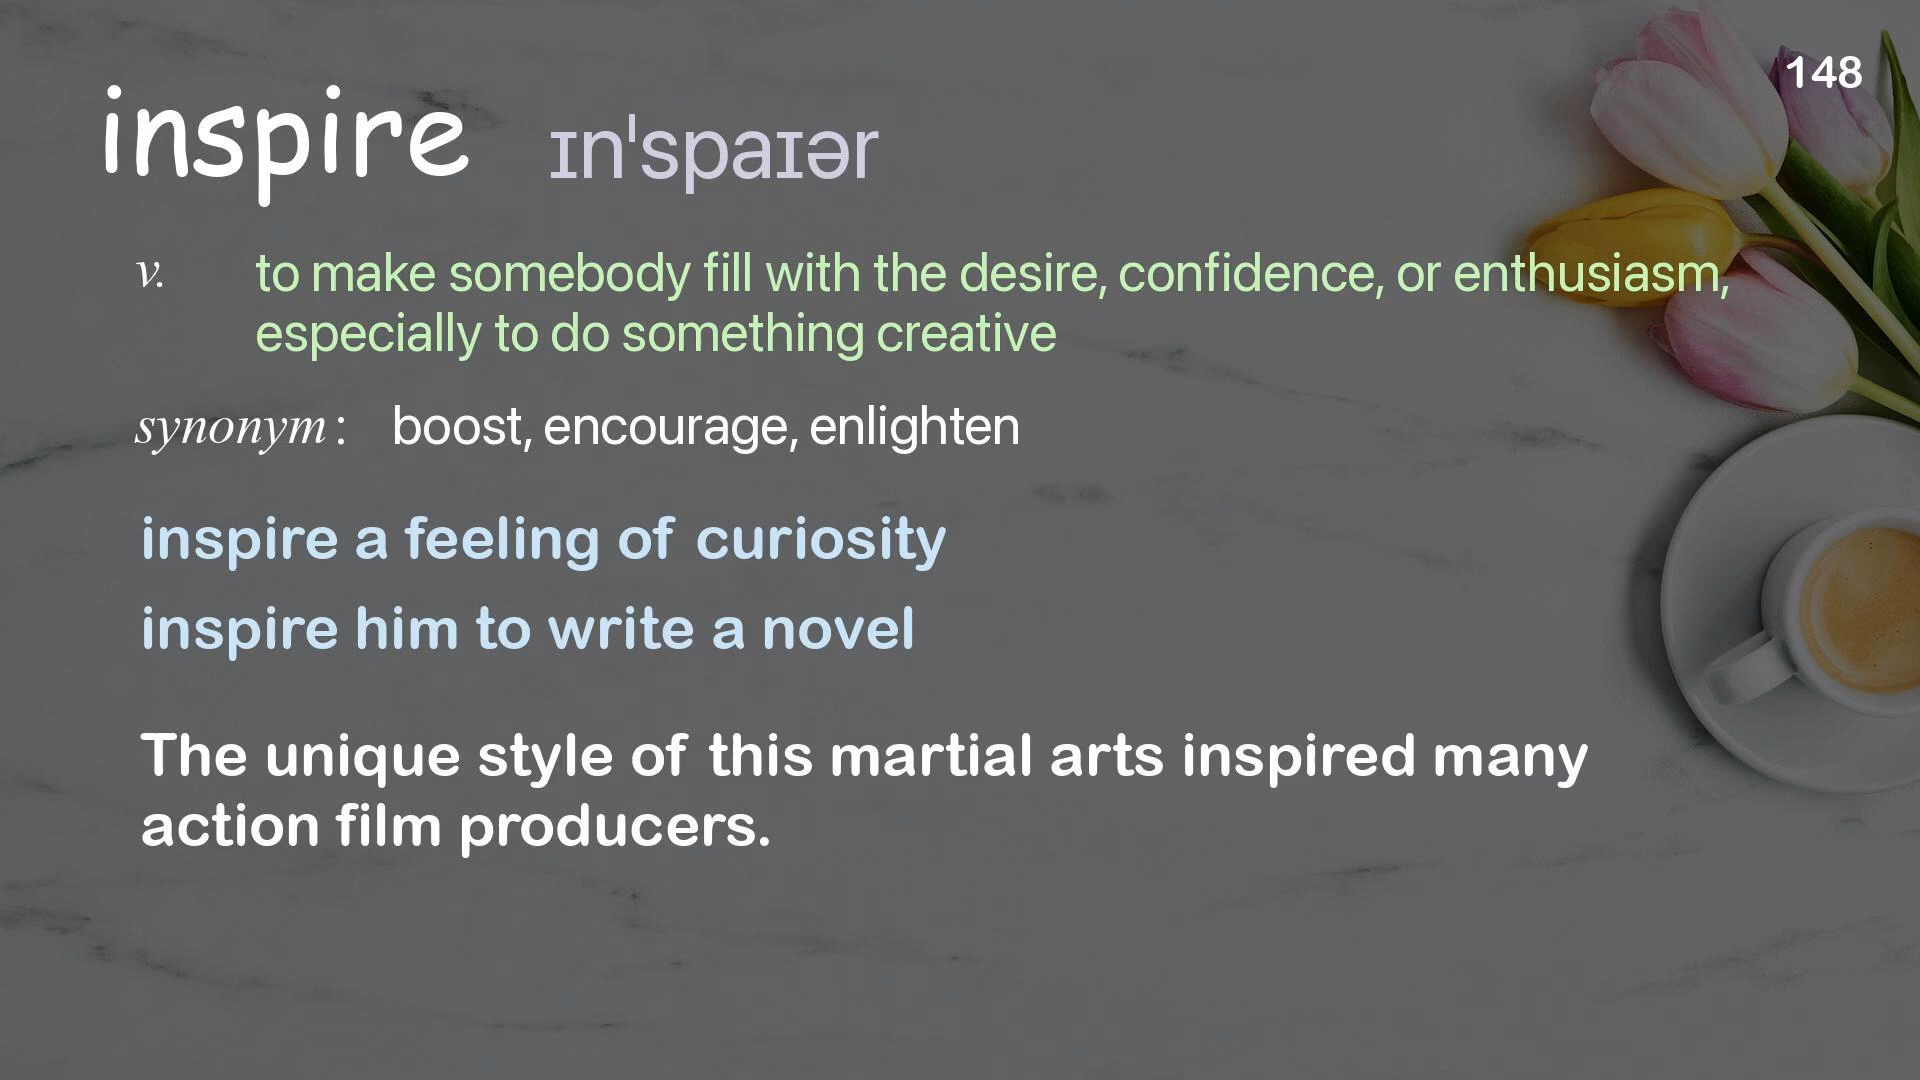 148
inspire ɪnˈspaɪər
v. to make somebody fill with the desire, confidence, or enthusiasm,
especially to do something creative
synonym : boost, encourage, enlighten
inspire a feeling of curiosity
inspire him to write a novel
The unique style of this martial arts inspired many
action film producers.